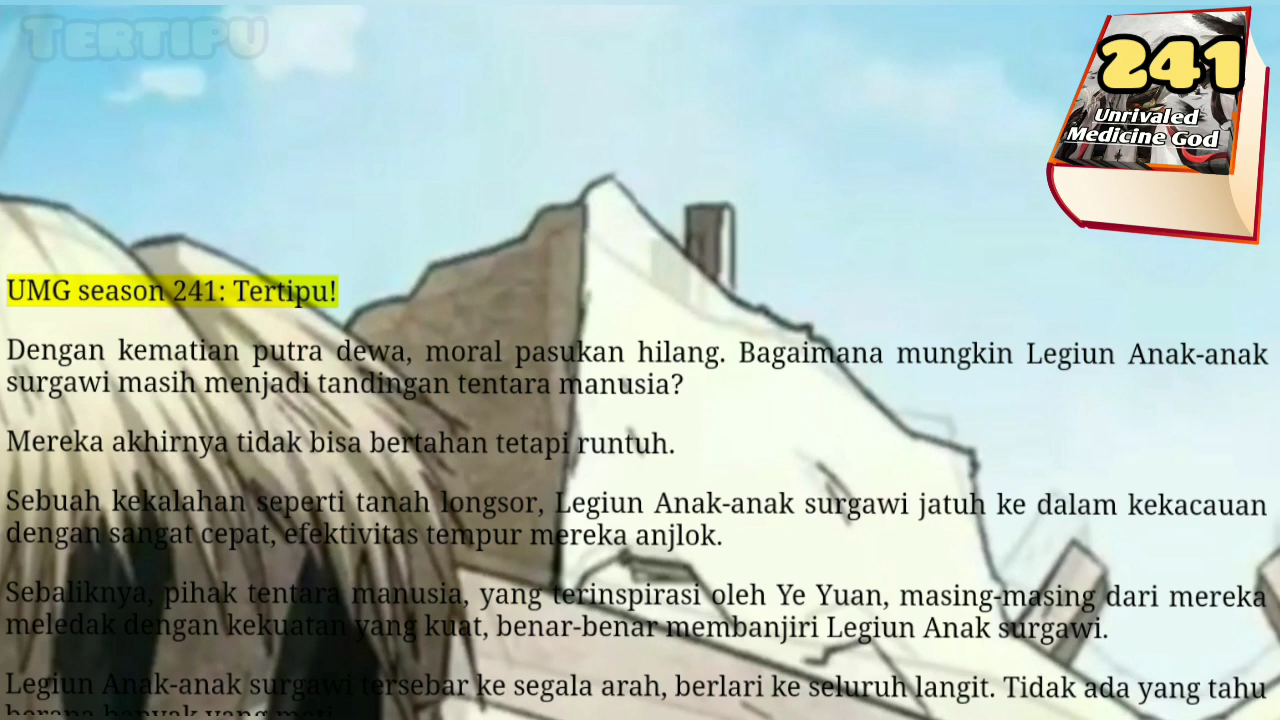 TERTIPU
241
Unrivaled
Medicine God
UMG season 241: Tertipu!
Dengan kematian putra dewa, moral pasukan hilang. Bagaimana mungkin Legiun Anak-anak
surgawi masih menjadi tandingan tentara manusia?
Mereka akhirnya tidak bisa bertahan tetapi runtuh.
Sebuah kekalahan seperti tanah longsor, Legiun Anak-anak surgawi jatuh ke dalam kekacauan
dengan sangat cepat, efektivitas tempur mereka anjlok.
Sebaliknya, pihak tentara manusia, yang terinspirasi oleh Ye Yuan, masing-masing dari mereka
meledak dengan kekuatan yang kuat, benar-benar membanjiri Legiun Anak surgawi.
Legiun Anak-anak surgawi tersebar ke segala arah, berlari ke seluruh langit. Tidak ada yang tahu
berapa banyak yang mati.